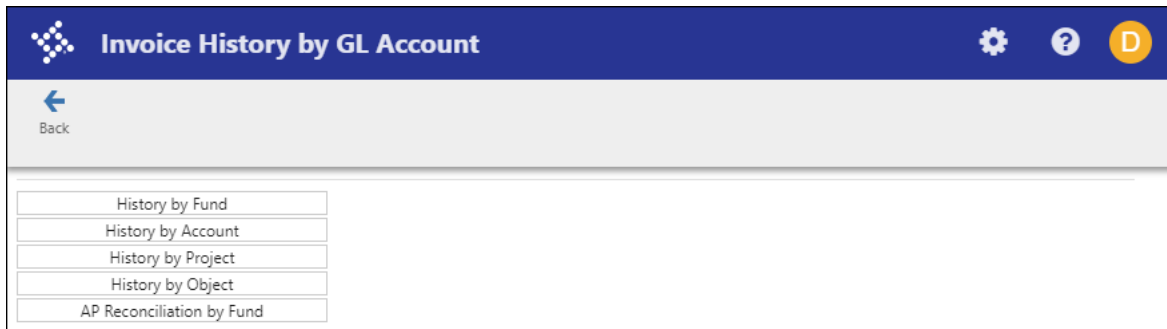 Invoice History by GL Account
?
D
Back
History by Fund
History by Account
History by Project
History by Object
AP Reconciliation by Fund